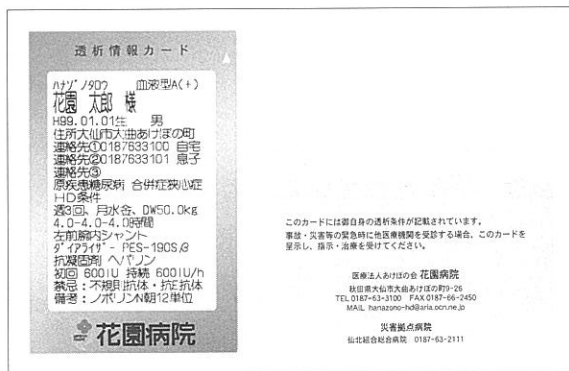 透析情報カード
ハナゾノタロウ 血液型A(+)
花園 太郎 様
H99.01.01生 男
住所大仙市大曲あけぼの町
連絡先①0187633100 自宅
連絡先②0187633101 息子
連絡先③
原疾患糖尿病 合併症狭心症
HD条件
週3回、月水金、DW50.0kg
4.0-4.0-4.0時間
左前腕内シャント
ダイアライザ- PES-190Sβ
抗凝固剤 ヘパリン
初回 600IU 持続 600IU/h
禁忌:不規則抗体・抗E抗体
備考:ノボリンN朝12単位
花園病院
このカードには御自身の透析条件が記載されています。
事故・災害等の緊急時に他医療機関を受診する場合、このカードを
呈示し、指示・治療を受けてください。
医療法人あけぼの会 花園病院
秋田県大仙市大曲あけぼの町9-26
TEL 0187-63-3100 FAX 0187-66-2450
MAIL hanazono-hd@aria.ocn.ne.jp
災害拠点病院
仙北組合総合病院 0187-63-2111